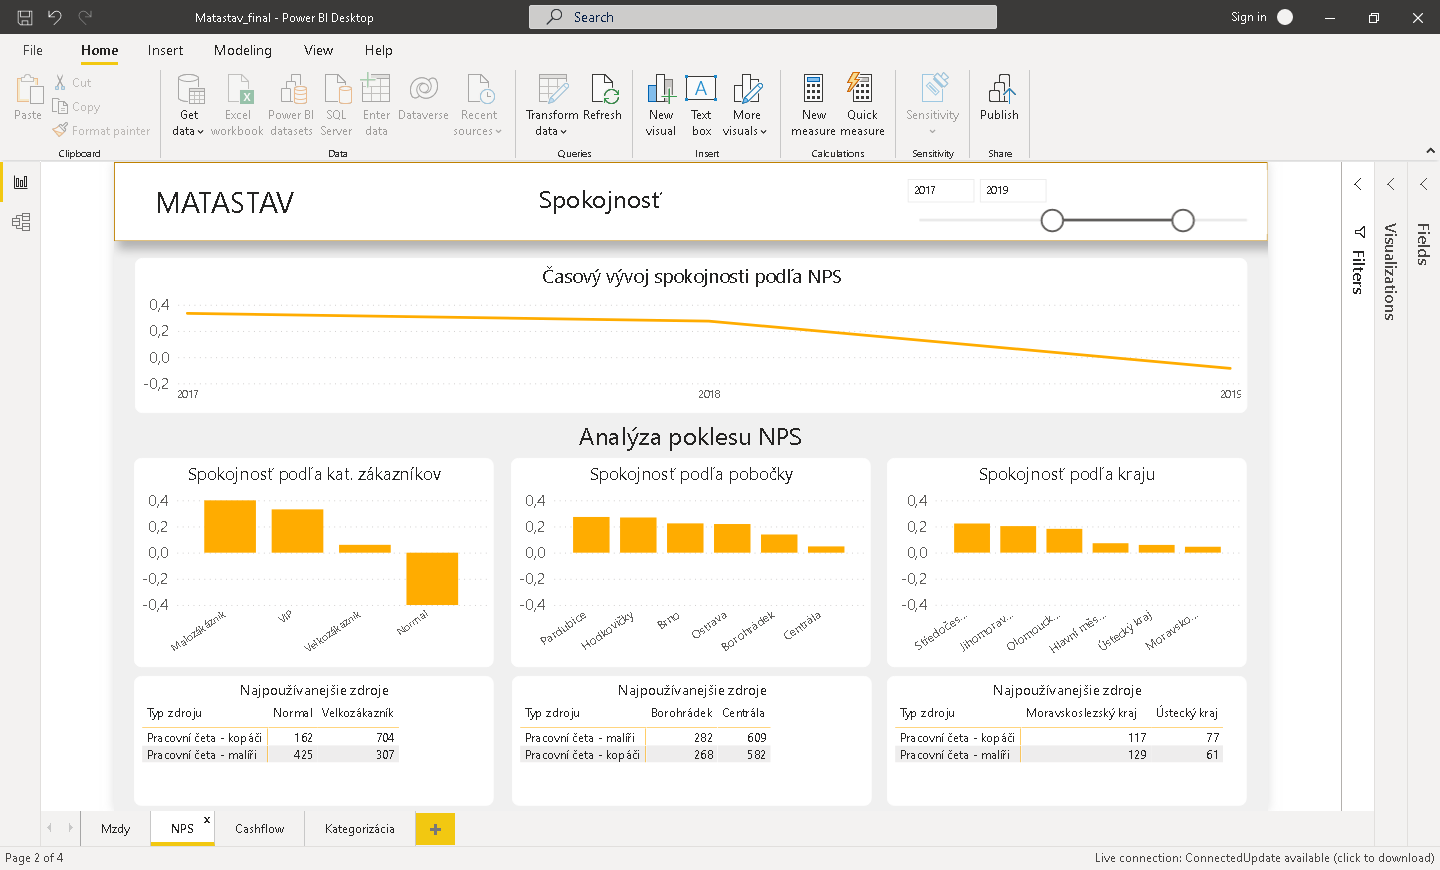 Matastav_final - Power BI Desktop
Search
Sign in
File
Home
Insert
Modeling
View
Help
Paste
Cut
Copy
Format painter
Clipboard
Get data
Excel workbook
Power BI datasets
SQL Server
Enter data
Dataverse
Recent sources
Data
Transform data
Refresh
Queries
New visual
Text box
More visuals
Insert
New measure
Quick measure
Calculations
Sensitivity
Sensitivity
Publish
Share
MATASTAV
Spokojnosť
2017
2019
Časový vývoj spokojnosti podľa NPS
0,4
0,2
0,0
-0,2
2017
2018
2019
Analýza poklesu NPS
Spokojnosť podľa kat. zákazníkov
0,4
0,2
0,0
-0,2
-0,4
Malozákazník
VIP
Velkozákazník
Normal
Spokojnosť podľa pobočky
0,4
0,2
0,0
-0,2
-0,4
Pardubice
Hodkovičky
Brno
Ostrava
Borohrádek
Centrála
Spokojnosť podľa kraju
0,4
0,2
0,0
-0,2
-0,4
Středočes...
Jihomorav...
Olomouck...
Hlavní měs...
Ústecký kraj
Moravsko...
Najpoužívanejšie zdroje
Typ zdroju Normal Velkozákazník
Pracovní četa - kopáči 162 704
Pracovní četa - malíři 425 307
Najpoužívanejšie zdroje
Typ zdroju Borohrádek Centrála
Pracovní četa - malíři 282 609
Pracovní četa - kopáči 268 582
Najpoužívanejšie zdroje
Typ zdroju Moravskoslezský kraj Ústecký kraj
Pracovní četa - kopáči 117 77
Pracovní četa - malíři 129 61
Filters
Visualizations
Fields
Mzdy
NPS
x
Cashflow
Kategorizácia
+
Page 2 of 4
Live connection: ConnectedUpdate available (click to download)